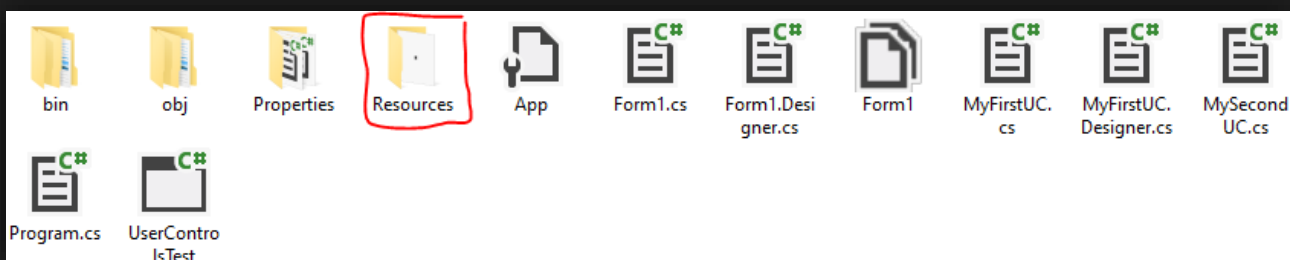 bin
obj
Properties
Resources
App
Form1.cs
Form1.Desi
gner.cs
Form1
MyFirstUC.
cs
MyFirstUC.
Designer.cs
MySecond
UC.cs
Program.cs
UserContro
lsTest